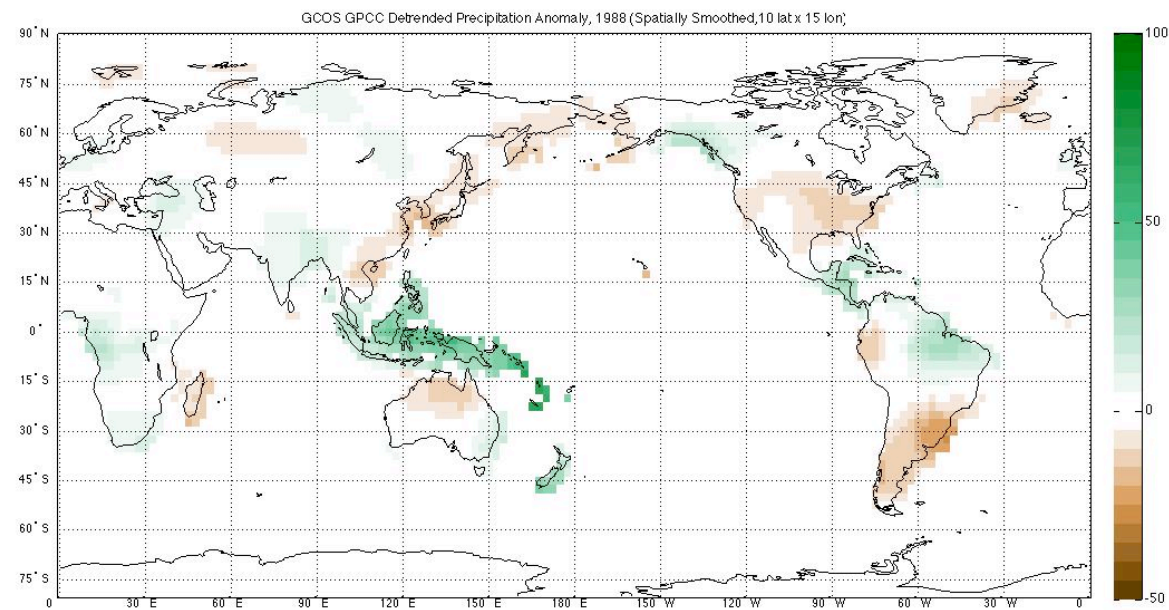 GCOS GPCC Detrended Precipitation Anomaly, 1988 (Spatially Smoothed,10 lat x 15 lon)
90˚ N
75˚ N
60˚ N
45˚ N
30˚ N
15˚ N
0˚
15˚ S
30˚ S
45˚ S
60˚ S
75˚ S
0 30˚ E 60˚ E 90˚ E 120˚ E 150˚ E 180˚ E 150˚ W 120˚ W 90˚ W 60˚ W 30˚ W 0
100
50
0
-50